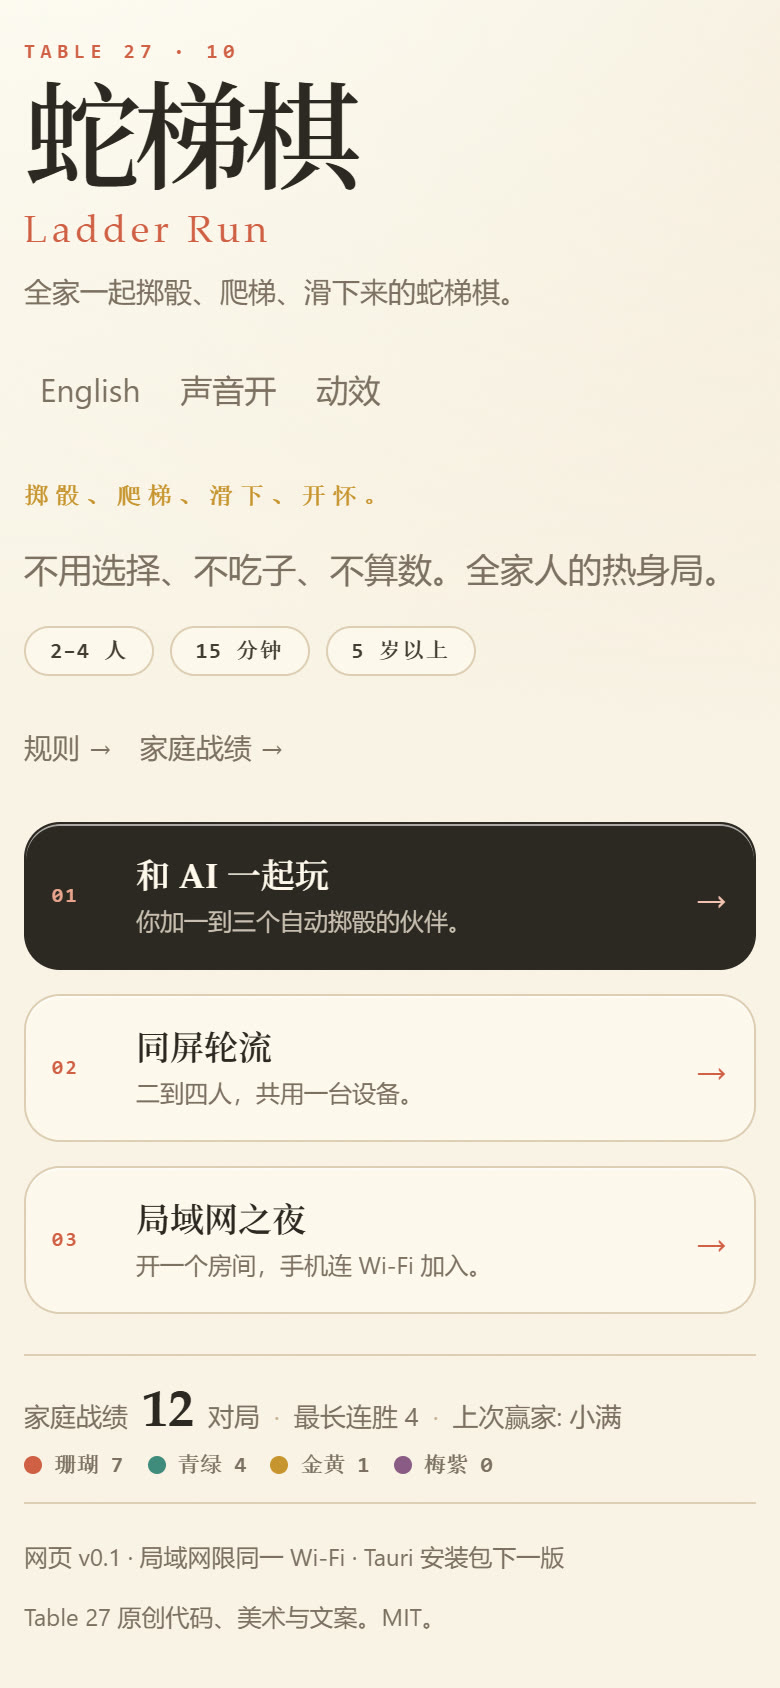 TABLE 27 · 10
蛇梯棋
Ladder Run
全家一起掷骰、爬梯、滑下来的蛇梯棋。
English 声音开 动效
掷骰、爬梯、滑下、开怀。
不用选择、不吃子、不算数。全家人的热身局。
2–4 人 15 分钟 5 岁以上
规则 → 家庭战绩 →
01 和 AI 一起玩 →
你加一到三个自动掷骰的伙伴。
02 同屏轮流 →
二到四人，共用一台设备。
03 局域网之夜 →
开一个房间，手机连 Wi-Fi 加入。
家庭战绩 12 对局 · 最长连胜 4 · 上次赢家: 小满
珊瑚 7 青绿 4 金黄 1 梅紫 0
网页 v0.1 · 局域网限同一 Wi-Fi · Tauri 安装包下一版
Table 27 原创代码、美术与文案。MIT。